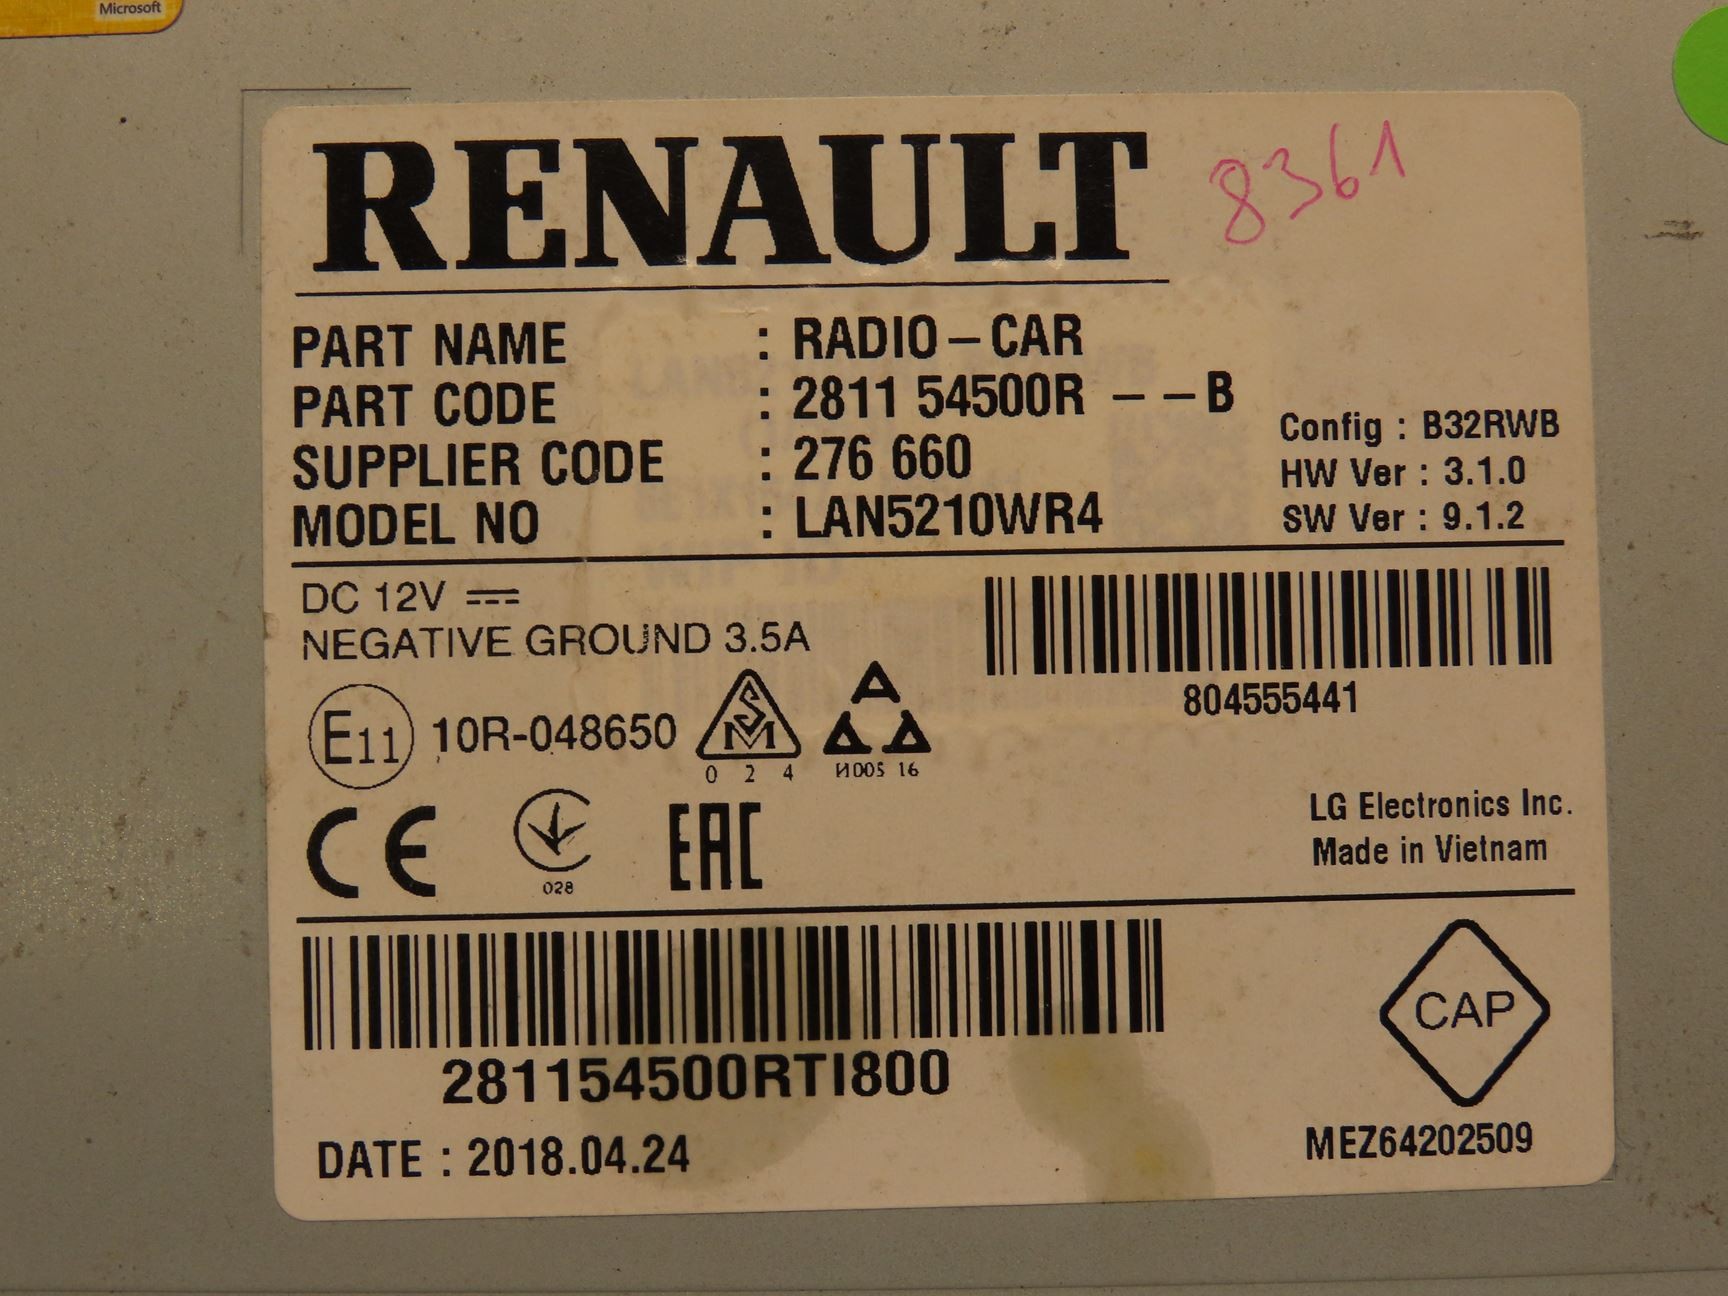 Microsoft
RENAULT
8361
PART NAME : RADIO-CAR
PART CODE : 2811 54500R --B
SUPPLIER CODE : 276 660
MODEL NO : LAN5210WR4
Config : B32RWB
HW Ver : 3.1.0
SW Ver : 9.1.2
DC 12V
NEGATIVE GROUND 3.5A
804555441
E11 10R-048650
SM
0 2 4
A
И005 16
CE
028
EAC
LG Electronics Inc.
Made in Vietnam
281154500RTI800
CAP
DATE : 2018.04.24
MEZ64202509